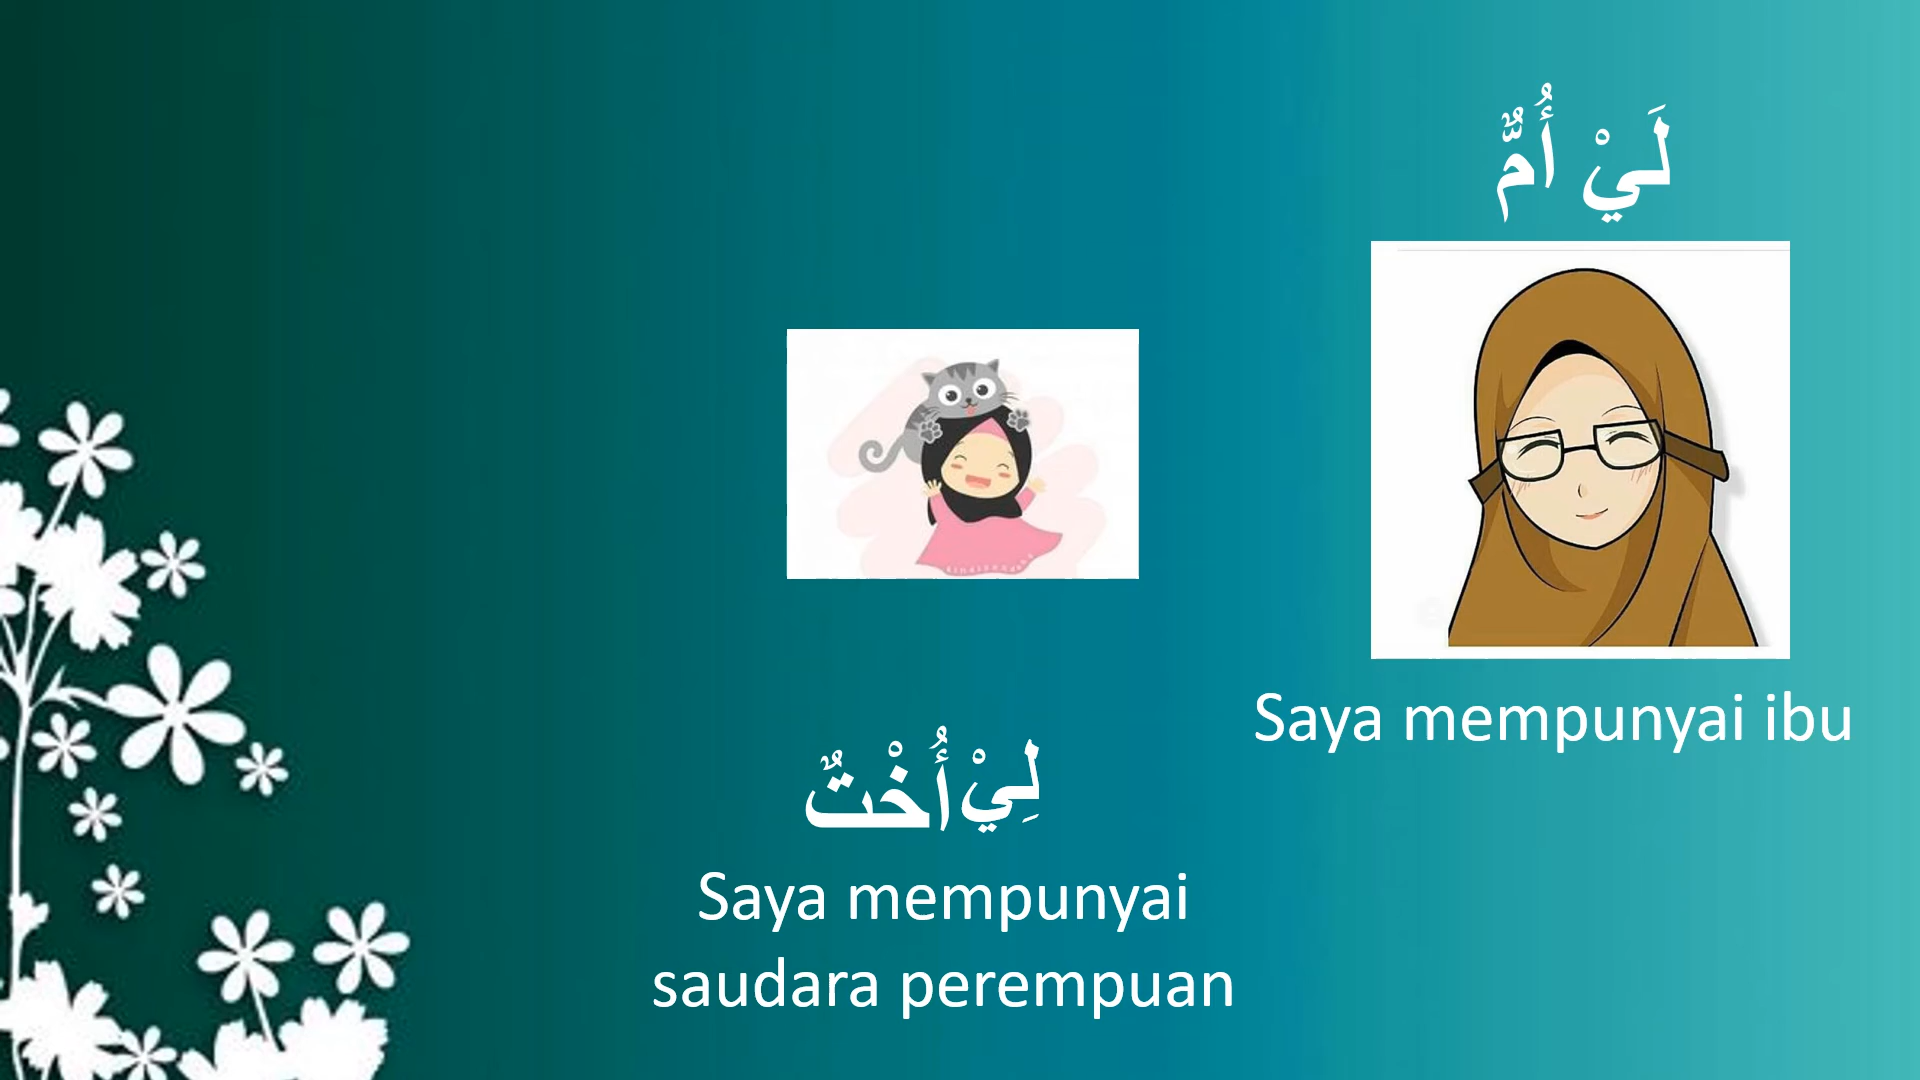 لَيْ أُمٌّ
Saya mempunyai ibu
لِيْ أُخْتٌ
Saya mempunyai
saudara perempuan